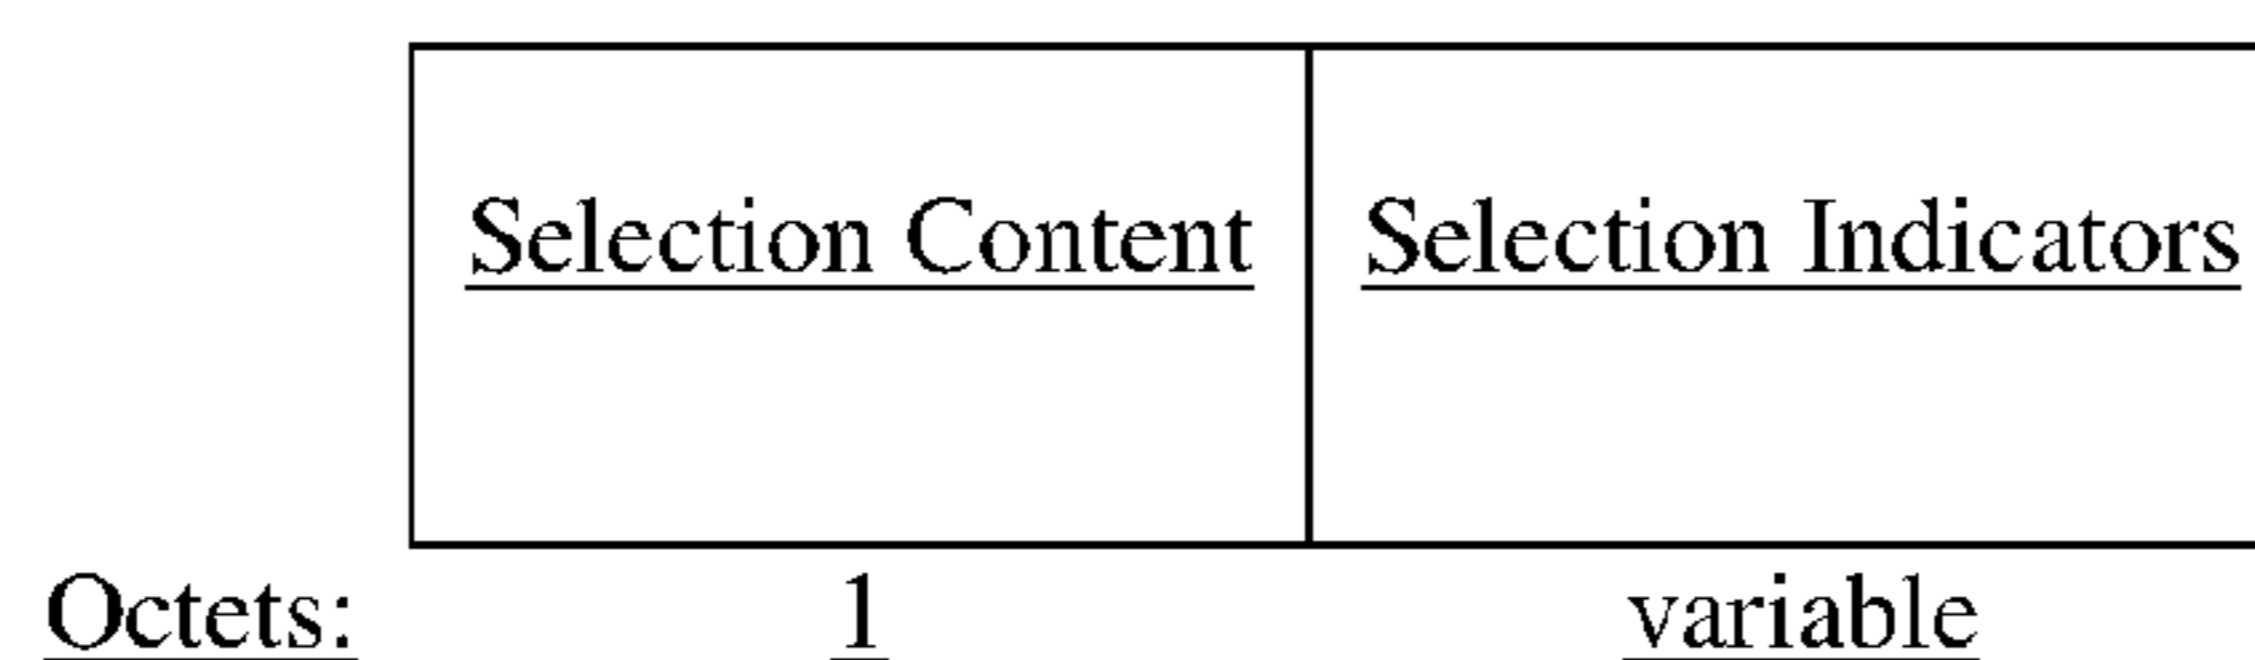 Selection Content Selection Indicators
Octets: 1 variable